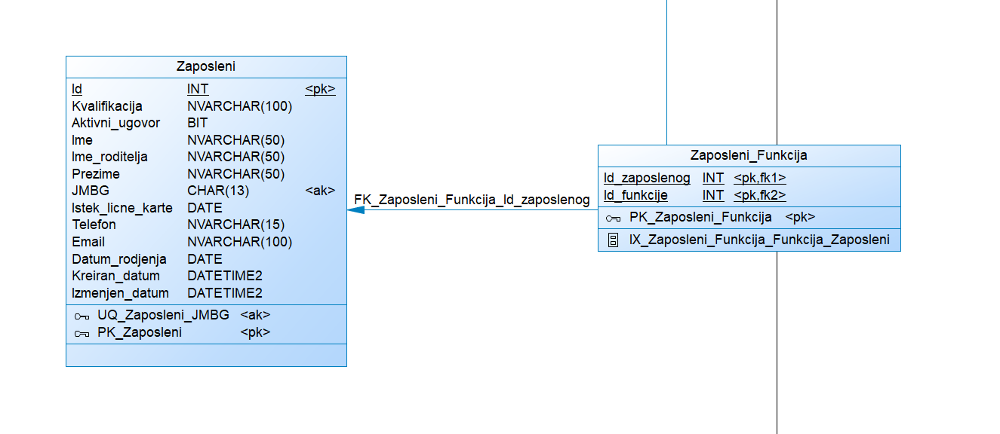 Zaposleni
Id INT <pk>
Kvalifikacija NVARCHAR(100)
Aktivni_ugovor BIT
Ime NVARCHAR(50)
Ime_roditelja NVARCHAR(50)
Prezime NVARCHAR(50)
JMBG CHAR(13) <ak>
Istek_licne_karte DATE
Telefon NVARCHAR(15)
Email NVARCHAR(100)
Datum_rodjenja DATE
Kreiran_datum DATETIME2
Izmenjen_datum DATETIME2
UQ_Zaposleni_JMBG <ak>
PK_Zaposleni <pk>
FK_Zaposleni_Funkcija_Id_zaposlenog
Zaposleni_Funkcija
Id_zaposlenog INT <pk,fk1>
Id_funkcije INT <pk,fk2>
PK_Zaposleni_Funkcija <pk>
IX_Zaposleni_Funkcija_Funkcija_Zaposleni